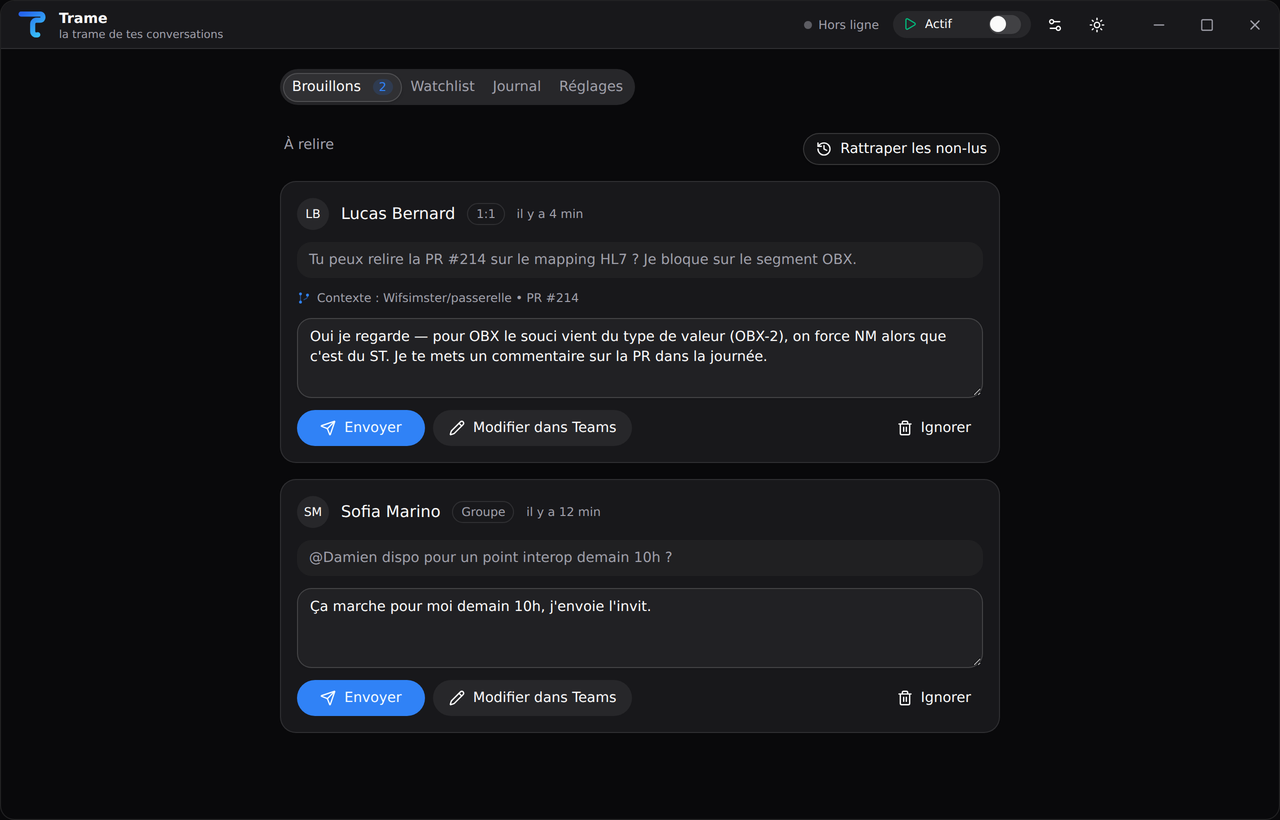 Trame
la trame de tes conversations
Hors ligne
Actif
Brouillons 2 Watchlist Journal Réglages
À relire
Rattraper les non-lus
LB Lucas Bernard 1:1 il y a 4 min
Tu peux relire la PR #214 sur le mapping HL7 ? Je bloque sur le segment OBX.
Contexte : Wifsimster/passerelle • PR #214
Oui je regarde — pour OBX le souci vient du type de valeur (OBX-2), on force NM alors que
c'est du ST. Je te mets un commentaire sur la PR dans la journée.
Envoyer Modifier dans Teams Ignorer
SM Sofia Marino Groupe il y a 12 min
@Damien dispo pour un point interop demain 10h ?
Ça marche pour moi demain 10h, j'envoie l'invit.
Envoyer Modifier dans Teams Ignorer